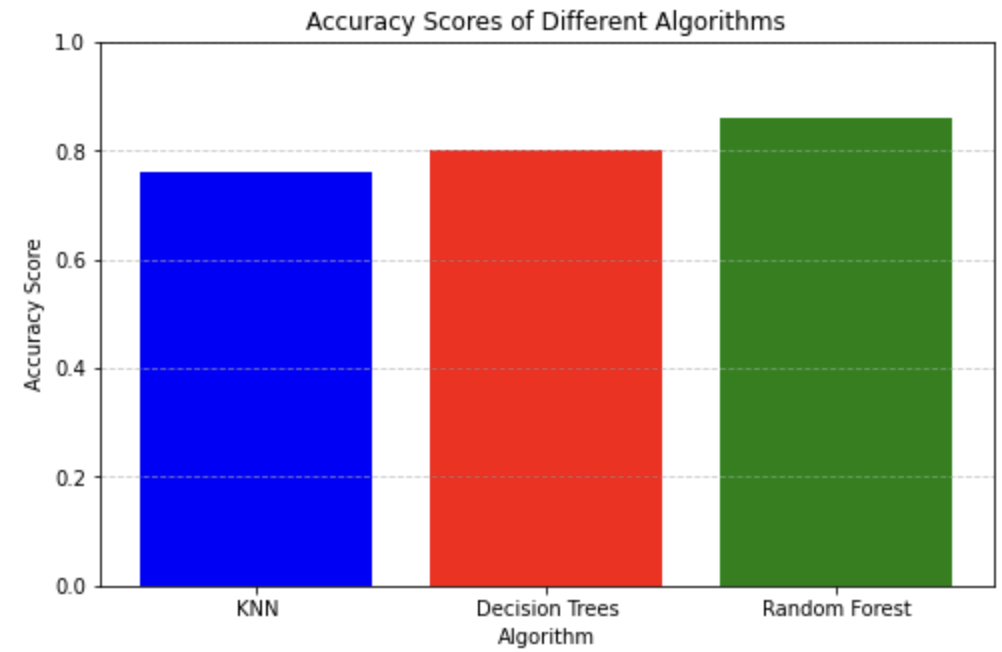 Accuracy Scores of Different Algorithms
1.0
0.8
0.6
0.4
0.2
0.0
Accuracy Score
KNN
Decision Trees
Random Forest
Algorithm